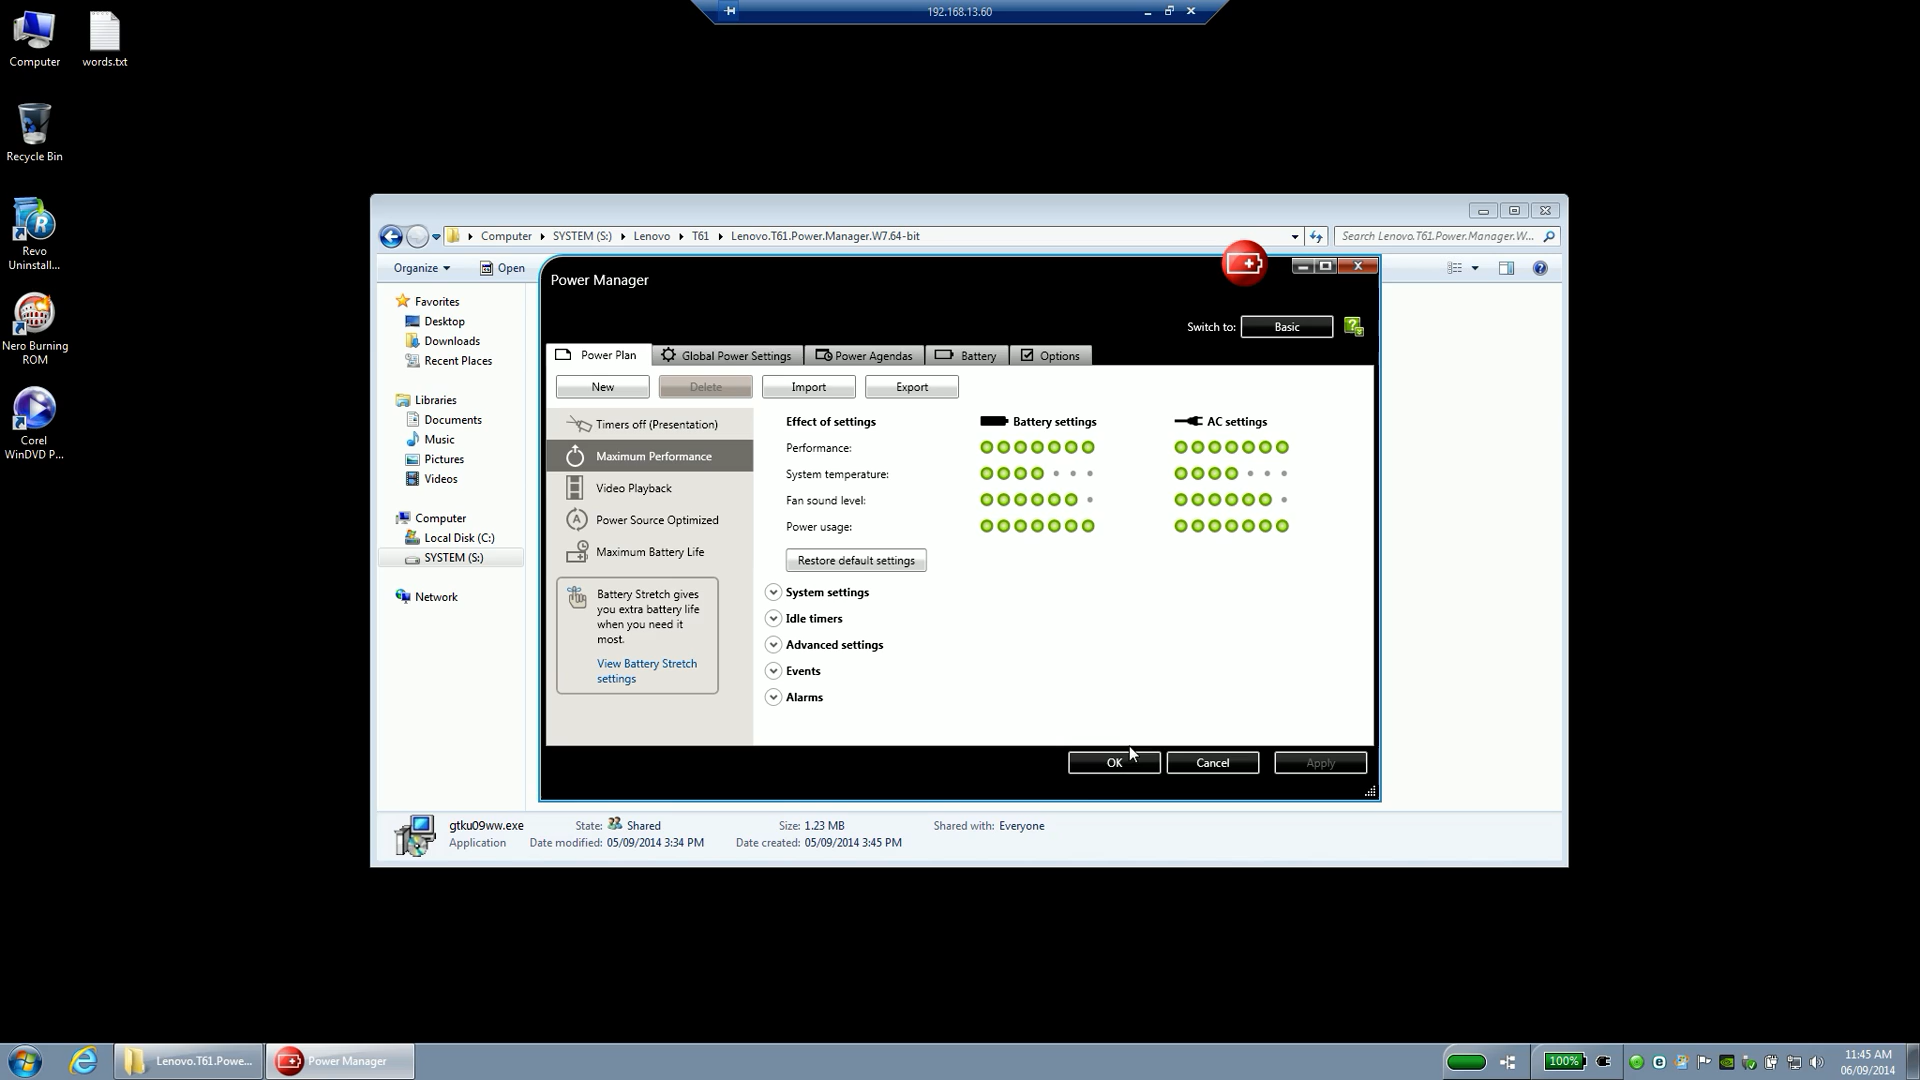 192.168.13.60
Computer
words.txt
Recycle Bin
Revo
Uninstall...
Nero Burning
ROM
Corel
WinDVD P...
Computer
SYSTEM (S:)
Lenovo
T61
Lenovo.T61.Power.Manager.W7.64-bit
Search Lenovo.T61.Power.Manager.W...
Organize
Open
Favorites
Desktop
Downloads
Recent Places
Libraries
Documents
Music
Pictures
Videos
Computer
Local Disk (C:)
SYSTEM (S:)
Network
Power Manager
Switch to:
Basic
Power Plan
Global Power Settings
Power Agendas
Battery
Options
New
Delete
Import
Export
Timers off (Presentation)
Maximum Performance
Video Playback
Power Source Optimized
Maximum Battery Life
Battery Stretch gives
you extra battery life
when you need it
most.
View Battery Stretch
settings
Effect of settings
Battery settings
AC settings
Performance:
System temperature:
Fan sound level:
Power usage:
Restore default settings
System settings
Idle timers
Advanced settings
Events
Alarms
OK
Cancel
Apply
gtku09ww.exe
State: Shared
Size: 1.23 MB
Shared with: Everyone
Application
Date modified: 05/09/2014 3:34 PM
Date created: 05/09/2014 3:45 PM
Lenovo.T61.Powe...
Power Manager
100%
11:45 AM
06/09/2014